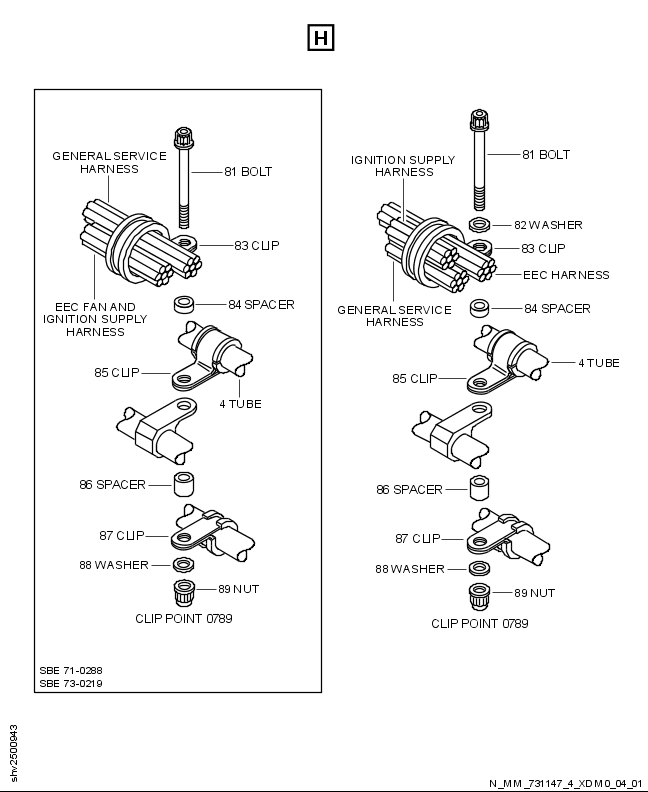 H
GENERAL SERVICE
HARNESS
81 BOLT
83 CLIP
EEC FAN AND
IGNITION SUPPLY
HARNESS
84 SPACER
85 CLIP
4 TUBE
86 SPACER
87 CLIP
88 WASHER
89 NUT
CLIP POINT 0789
SBE 71-0288
SBE 73-0219
IGNITION SUPPLY
HARNESS
81 BOLT
82 WASHER
83 CLIP
EEC HARNESS
GENERAL SERVICE
HARNESS
84 SPACER
4 TUBE
85 CLIP
86 SPACER
87 CLIP
88 WASHER
89 NUT
CLIP POINT 0789
shv2500943
N_MM_731147_4_XDM0_04_01